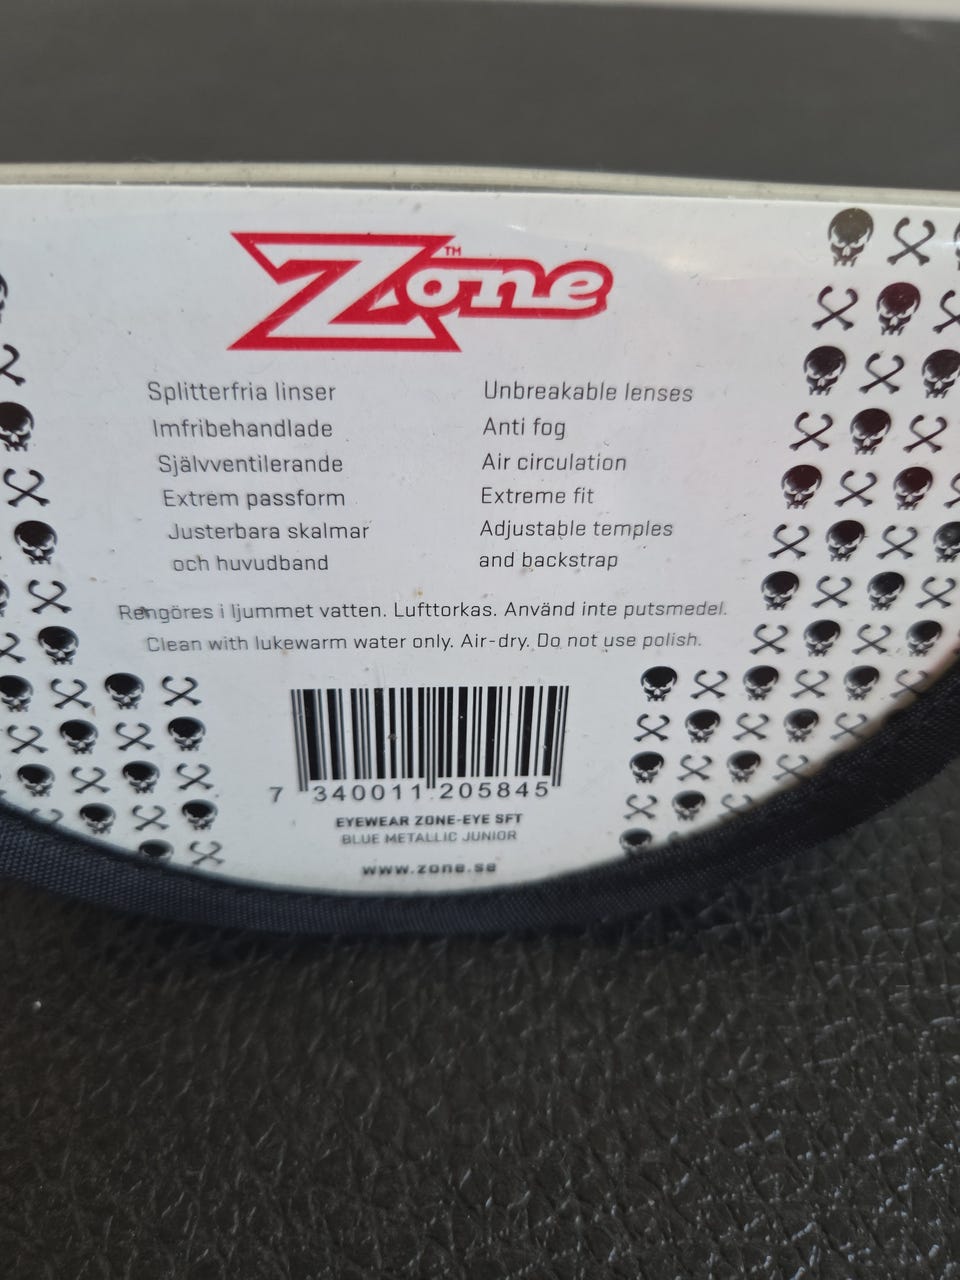 Zone™
Splitterfria linser
Imfribehandlade
Självventilerande
Extrem passform
Justerbara skalmar
och huvudband
Unbreakable lenses
Anti fog
Air circulation
Extreme fit
Adjustable temples
and backstrap
Rengöres i ljummet vatten. Lufttorkas. Använd inte putsmedel.
Clean with lukewarm water only. Air-dry. Do not use polish.
7 340011 205845
EYEWEAR ZONE-EYE SFT
BLUE METALLIC JUNIOR
www.zone.se